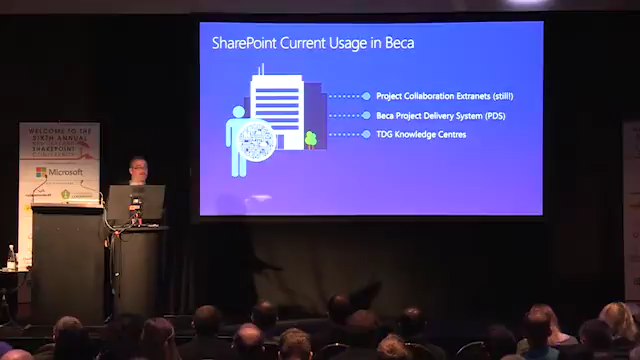 SharePoint Current Usage in Beca
Project Collaboration Extranets (still!)
Beca Project Delivery System (PDS)
TDG Knowledge Centres
WELCOME TO THE
SIXTH ANNUAL
SHAREPOINT
Microsoft